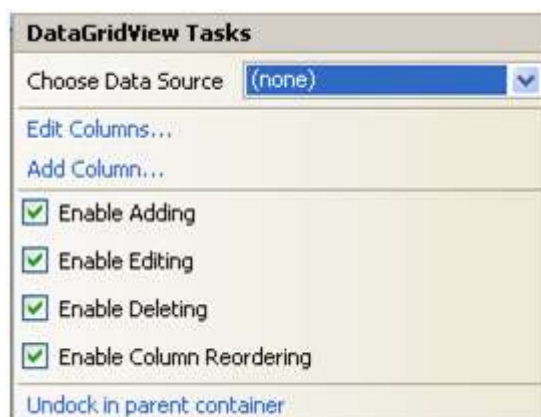 DataGridView Tasks
Choose Data Source (none)
Edit Columns...
Add Column...
Enable Adding
Enable Editing
Enable Deleting
Enable Column Reordering
Undock in parent container